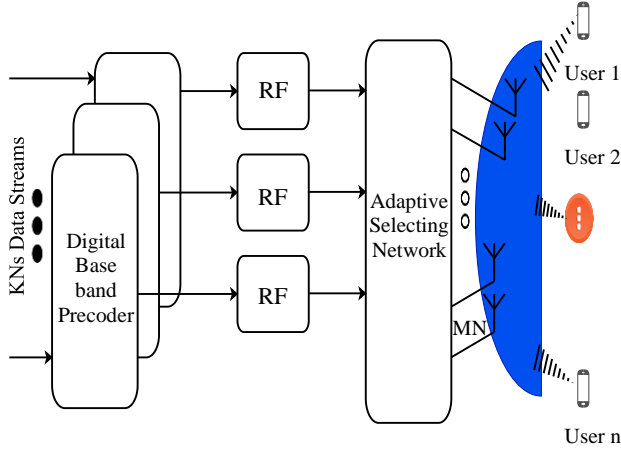 KNs Data Streams
Digital
Base
band
Precoder
RF
RF
RF
Adaptive
Selecting
Network
MN
User 1
User 2
User n